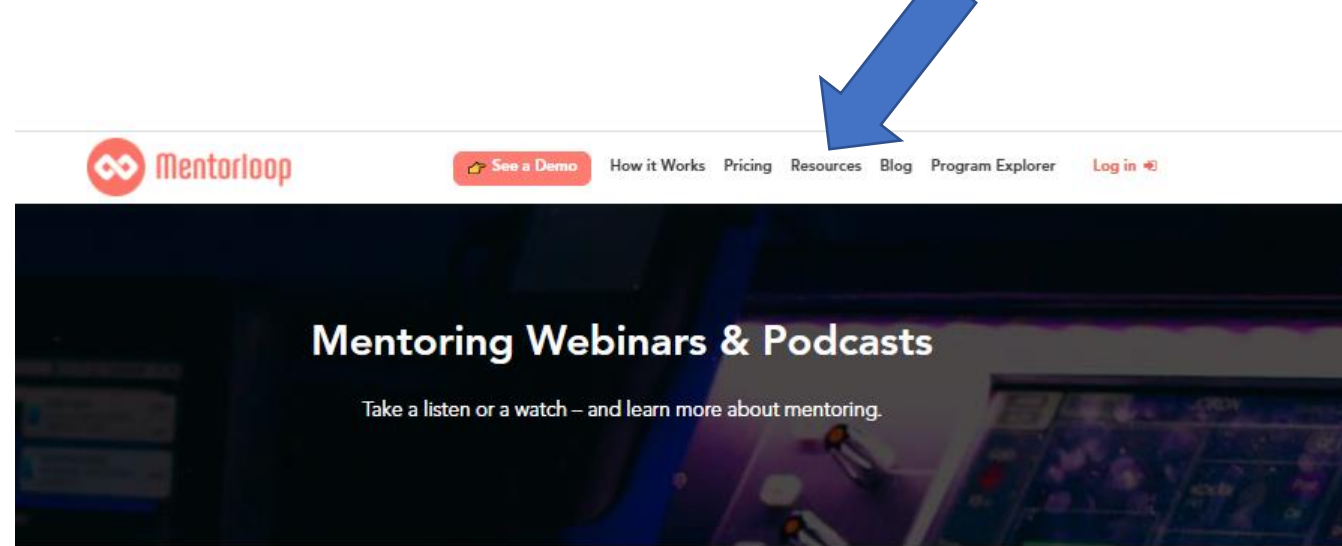 Mentorloop
See a Demo How it Works Pricing Resources Blog Program Explorer Log in
Mentoring Webinars & Podcasts
Take a listen or a watch – and learn more about mentoring.